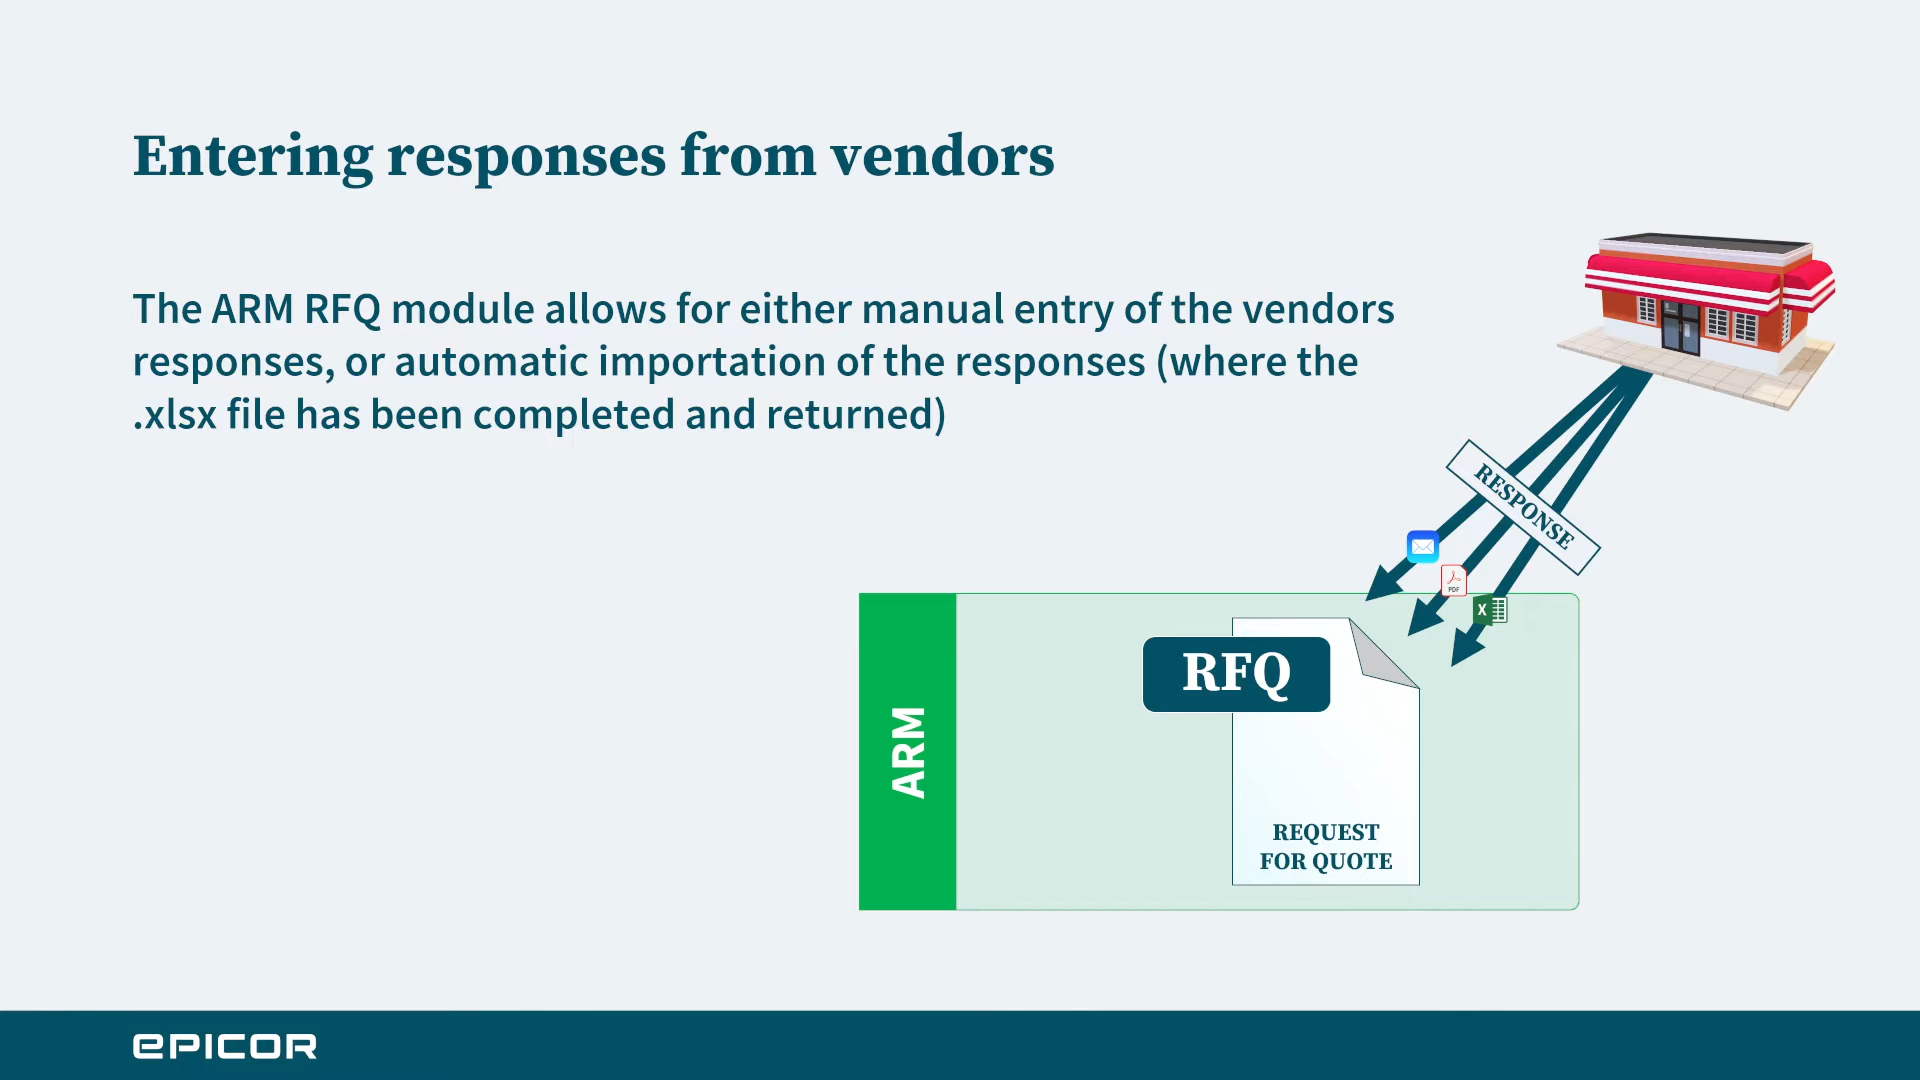 Entering responses from vendors
The ARM RFQ module allows for either manual entry of the vendors
responses, or automatic importation of the responses (where the
.xlsx file has been completed and returned)
RESPONSE
PDF
X
RFQ
ARM
REQUEST
FOR QUOTE
EPICOR